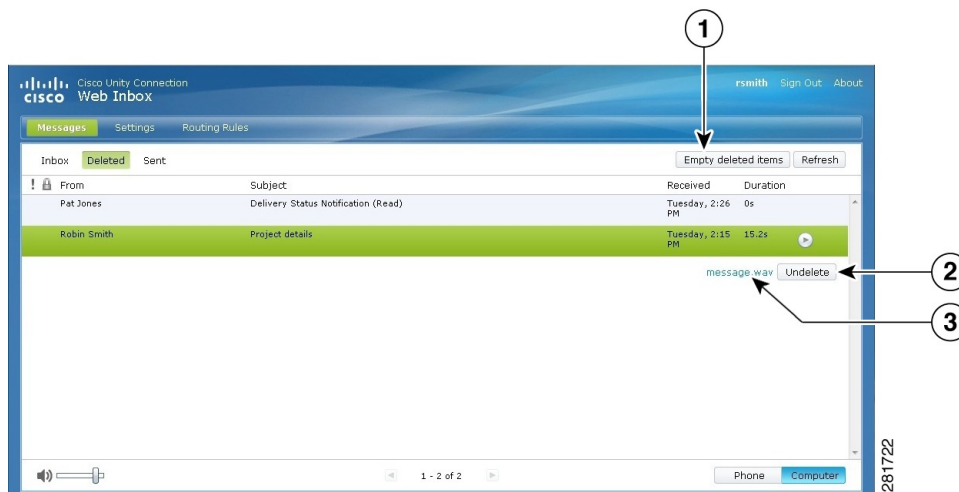 1
Cisco Unity Connection
CISCO Web Inbox
rsmith Sign Out About
Messages Settings Routing Rules
Inbox Deleted Sent Empty deleted items Refresh
! From Subject Received Duration
Pat Jones Delivery Status Notification (Read) Tuesday, 2:26 PM 0s
Robin Smith Project details Tuesday, 2:15 PM 15.2s
message.wav Undelete 2
3
1 - 2 of 2 Phone Computer
281722